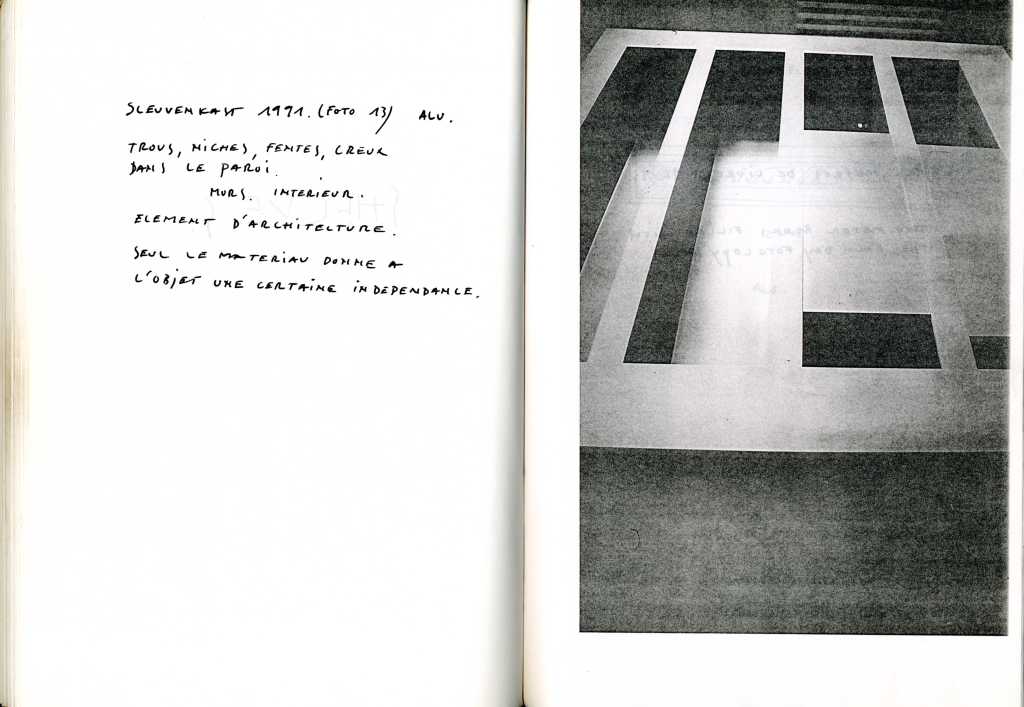 SLEUVENKAST 1991. (FOTO 13) ALU.
TROUS, NICHES, FENTES, CREUX
DANS LE PAROI.
MURS. INTERIEUR.
ELEMENT D'ARCHITECTURE.
SEUL LE MATERIAU DONNE A
L'OBJET UNE CERTAINE INDEPENDANCE.